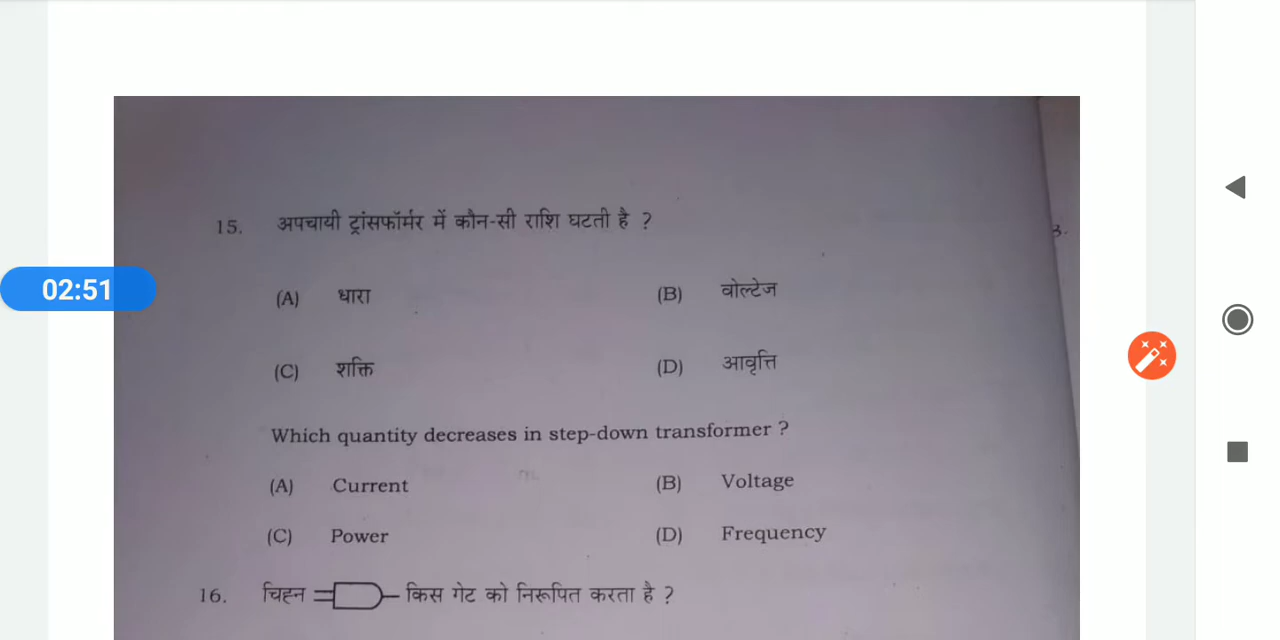 15. अपचायी ट्रांसफॉर्मर में कौन-सी राशि घटती है ?
3.
02:51
(A) धारा (B) वोल्टेज
(C) शक्ति (D) आवृत्ति
Which quantity decreases in step-down transformer ?
(A) Current (B) Voltage
(C) Power (D) Frequency
16. चिह्न किस गेट को निरूपित करता है ?